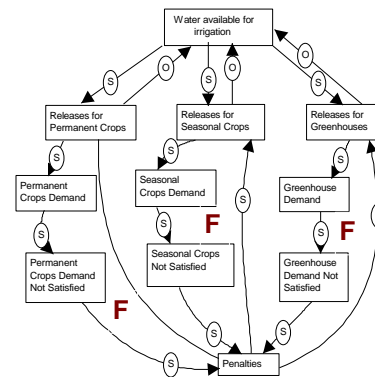 Water available for
irrigation
S
O
S
O
S
O
Releases for
Permanent Crops
Releases for
Seasonal Crops
Releases for
Greenhouses
S
S
S
Permanent
Crops Demand
Seasonal
Crops Demand
Greenhouse
Demand
S
S
S
F
F
Permanent
Crops Demand
Not Satisfied
Seasonal Crops
Not Satisfied
Greenhouse
Demand Not
Satisfied
F
S
S
S
S
Penalties